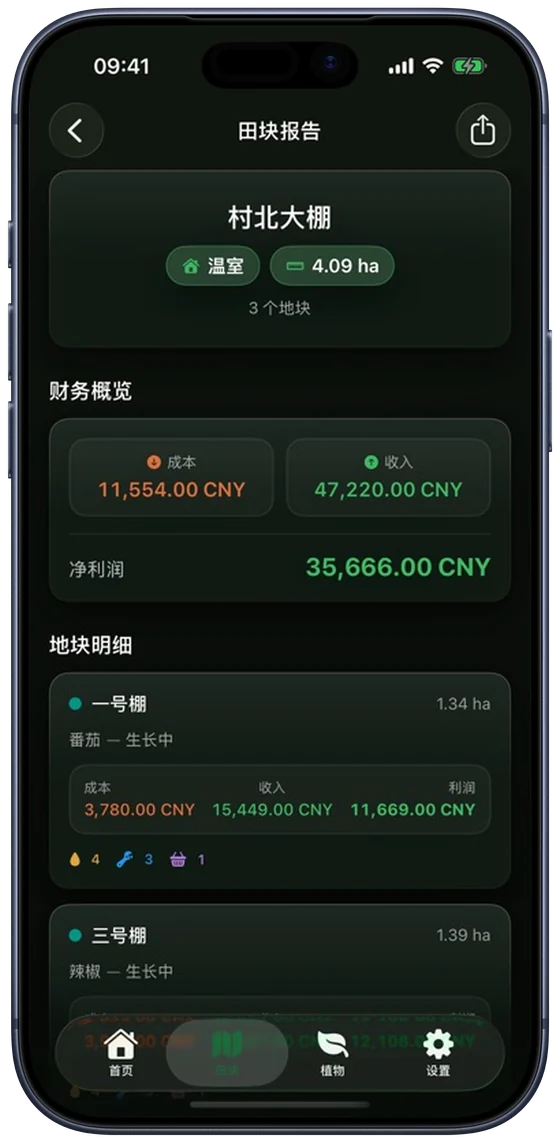 09:41
田块报告
村北大棚
温室 4.09 ha
3 个地块
财务概览
成本 收入
11,554.00 CNY 47,220.00 CNY
净利润 35,666.00 CNY
地块明细
一号棚 1.34 ha
番茄 — 生长中
成本 收入 利润
3,780.00 CNY 15,449.00 CNY 11,669.00 CNY
4 3 1
三号棚 1.39 ha
辣椒 — 生长中
首页 植物 设置